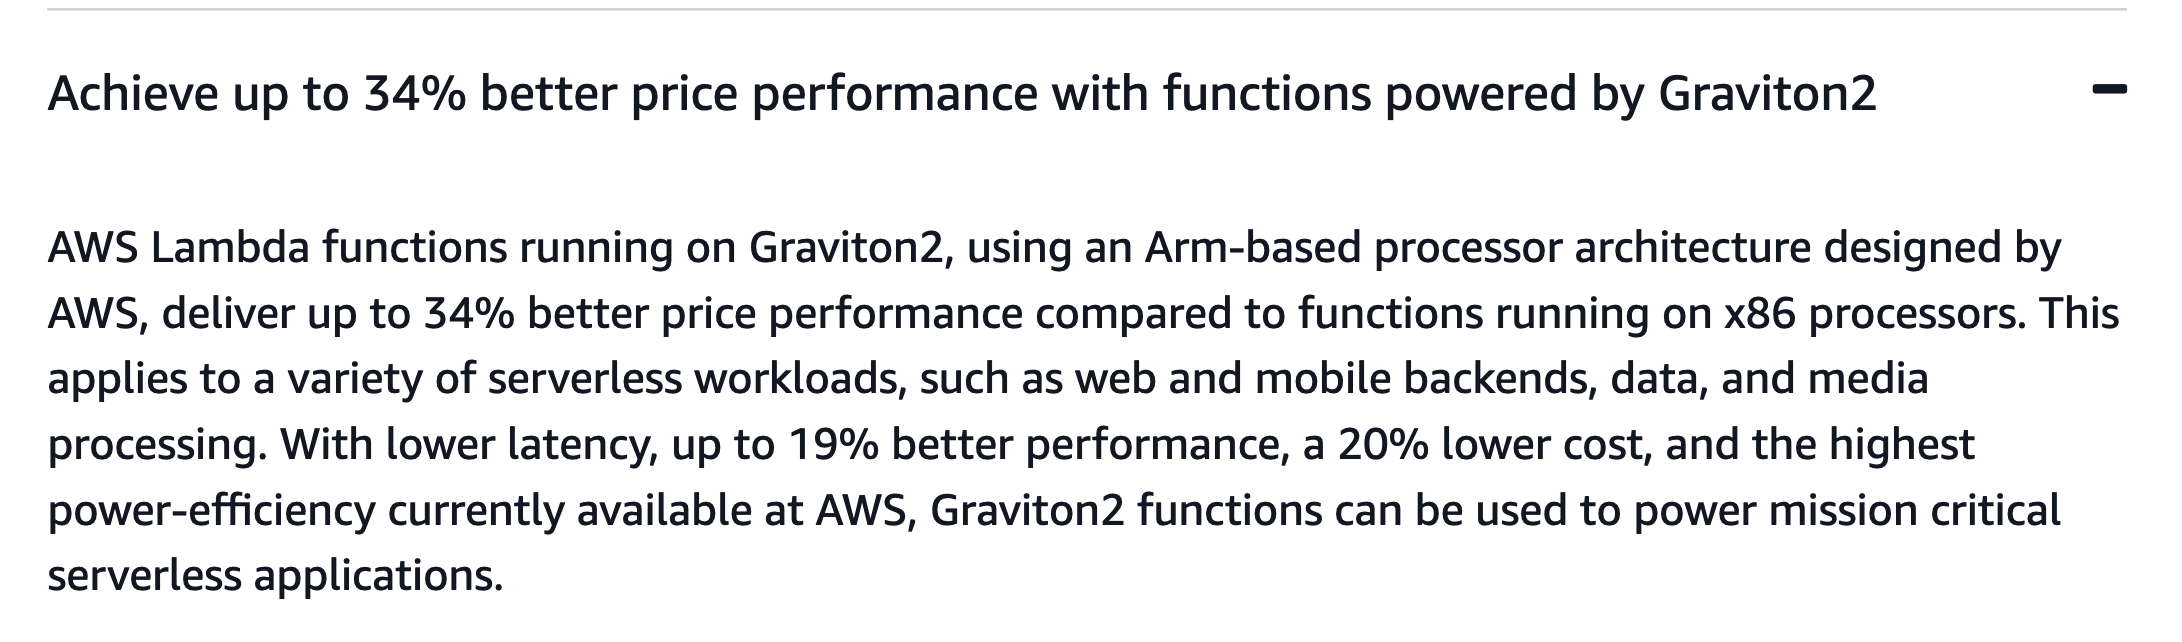 Achieve up to 34% better price performance with functions powered by Graviton2
AWS Lambda functions running on Graviton2, using an Arm-based processor architecture designed by
AWS, deliver up to 34% better price performance compared to functions running on x86 processors. This
applies to a variety of serverless workloads, such as web and mobile backends, data, and media
processing. With lower latency, up to 19% better performance, a 20% lower cost, and the highest
power-efficiency currently available at AWS, Graviton2 functions can be used to power mission critical
serverless applications.